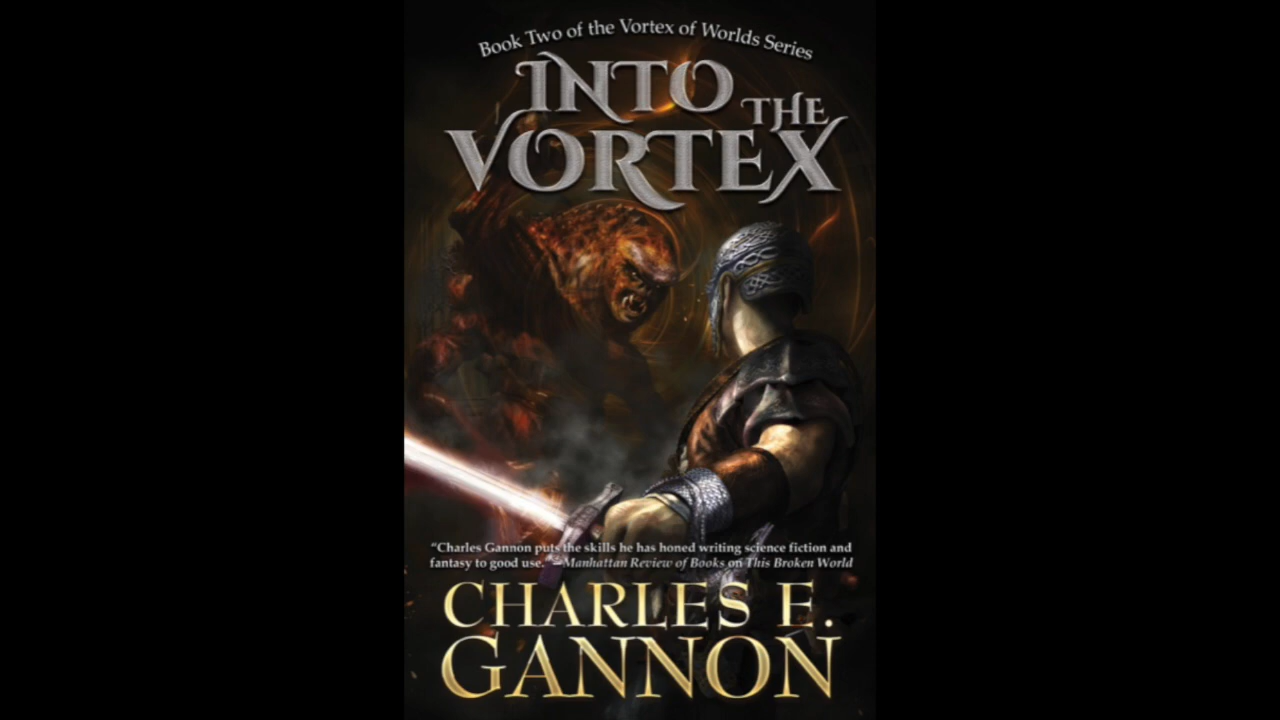 Book Two of the Vortex of Worlds Series
INTO
THE
VORTEX
“Charles Gannon puts the skills he has honed writing science fiction and
fantasy to good use.” —Manhattan Review of Books on This Broken World
CHARLES E.
GANNON